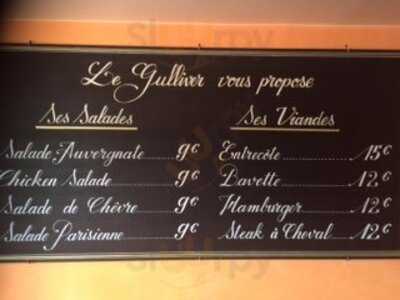 Le Gulliver vous propose
Ses Salades
Salade Auvergnate 9€
Chicken Salade 9€
Salade de Chêvre 9€
Salade Parisienne 9€
Ses Viandes
Entrecôte 15€
Bavette 12€
Hamburger 12€
Steak à Cheval 12€